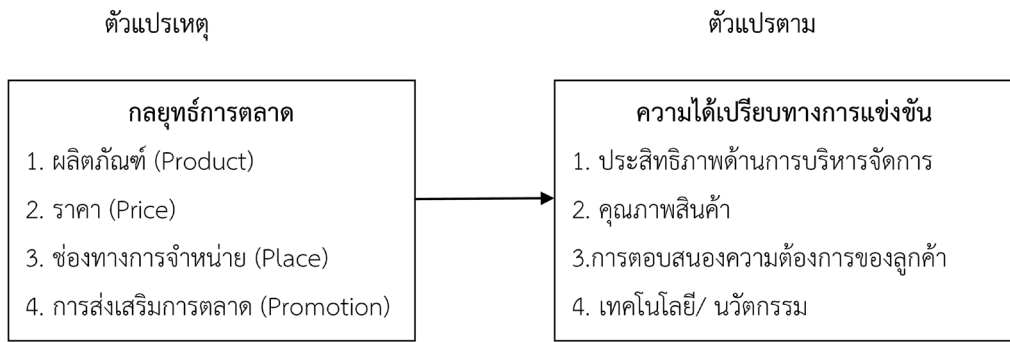 ตัวแปรเหตุ
ตัวแปรตาม
กลยุทธ์การตลาด
1. ผลิตภัณฑ์ (Product)
2. ราคา (Price)
3. ช่องทางการจำหน่าย (Place)
4. การส่งเสริมการตลาด (Promotion)
ความได้เปรียบทางการแข่งขัน
1. ประสิทธิภาพด้านการบริหารจัดการ
2. คุณภาพสินค้า
3.การตอบสนองความต้องการของลูกค้า
4. เทคโนโลยี/ นวัตกรรม